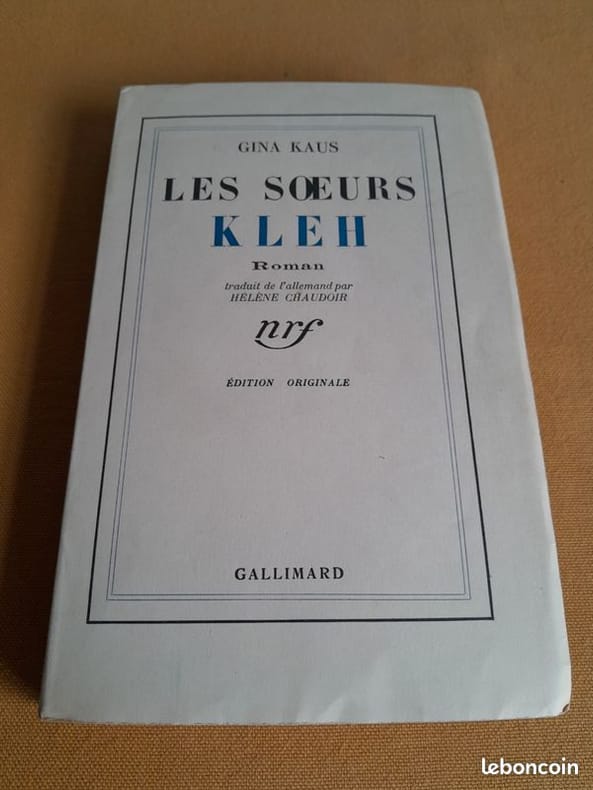 GINA KAUS
LES SŒURS
KLEH
Roman
traduit de l'allemand par
HÉLÈNE CHAUDOIR
nrf
ÉDITION ORIGINALE
GALLIMARD
leboncoin